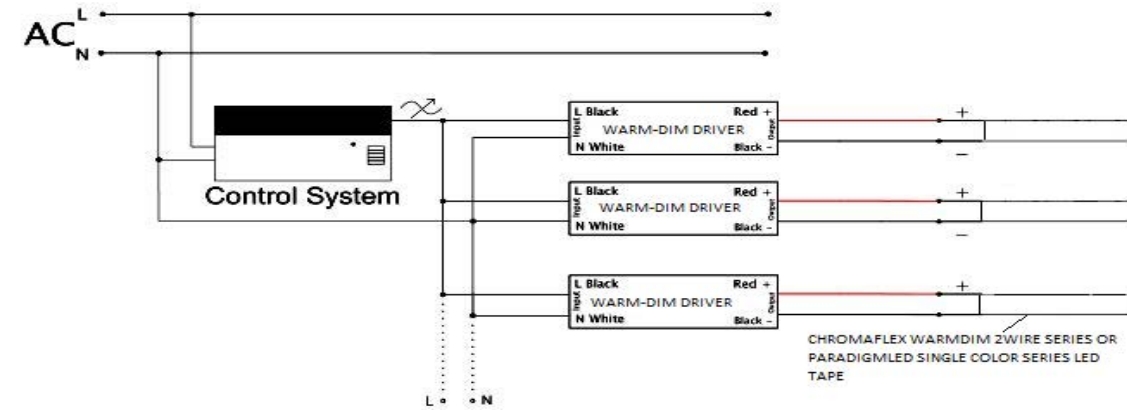 AC
L
N
Control System
L Black
Red +
Input
WARM-DIM DRIVER
Output
N White
Black -
+
−
L Black
Red +
Input
WARM-DIM DRIVER
Output
N White
Black -
+
−
L Black
Red +
Input
WARM-DIM DRIVER
Output
N White
Black -
+
−
CHROMAFLEX WARMDIM 2WIRE SERIES OR
PARADIGMLED SINGLE COLOR SERIES LED
TAPE
L
N